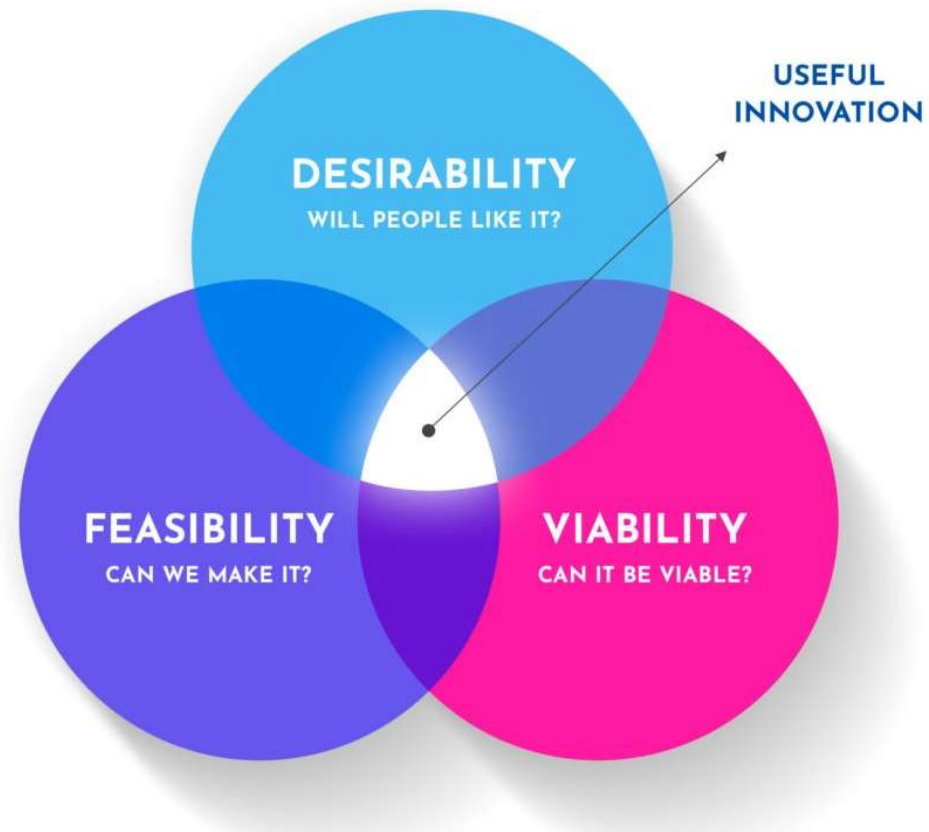 USEFUL
INNOVATION
DESIRABILITY
WILL PEOPLE LIKE IT?
FEASIBILITY
CAN WE MAKE IT?
VIABILITY
CAN IT BE VIABLE?